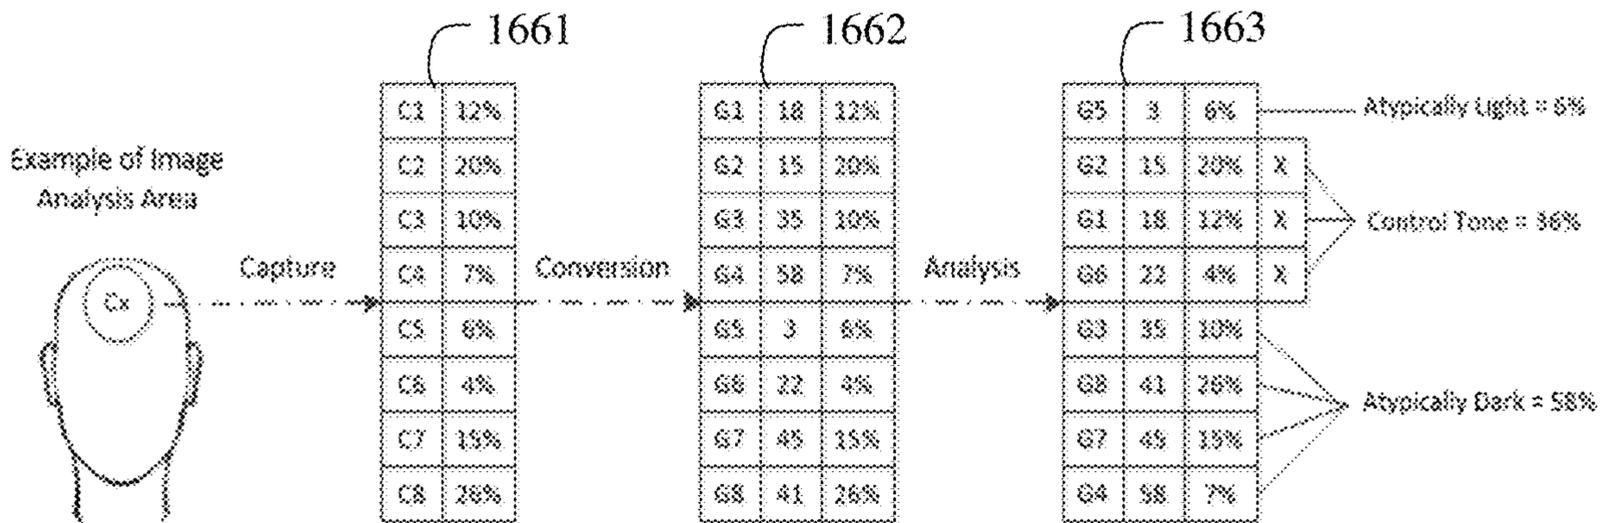 1661
1662
1663
Example of Image
Analysis Area
Cx
Capture
C1 12%
C2 20%
C3 10%
C4 7%
C5 6%
C6 4%
C7 15%
C8 26%
Conversion
G1 18 12%
G2 15 20%
G3 35 10%
G4 58 7%
G5 3 6%
G6 22 4%
G7 45 15%
G8 41 26%
Analysis
G5 3 6%
G2 15 20% X
G1 18 12% X
G6 22 4% X
G3 35 10%
G8 41 26%
G7 45 15%
G4 58 7%
Atypically Light = 6%
Control Tone = 36%
Atypically Dark = 58%